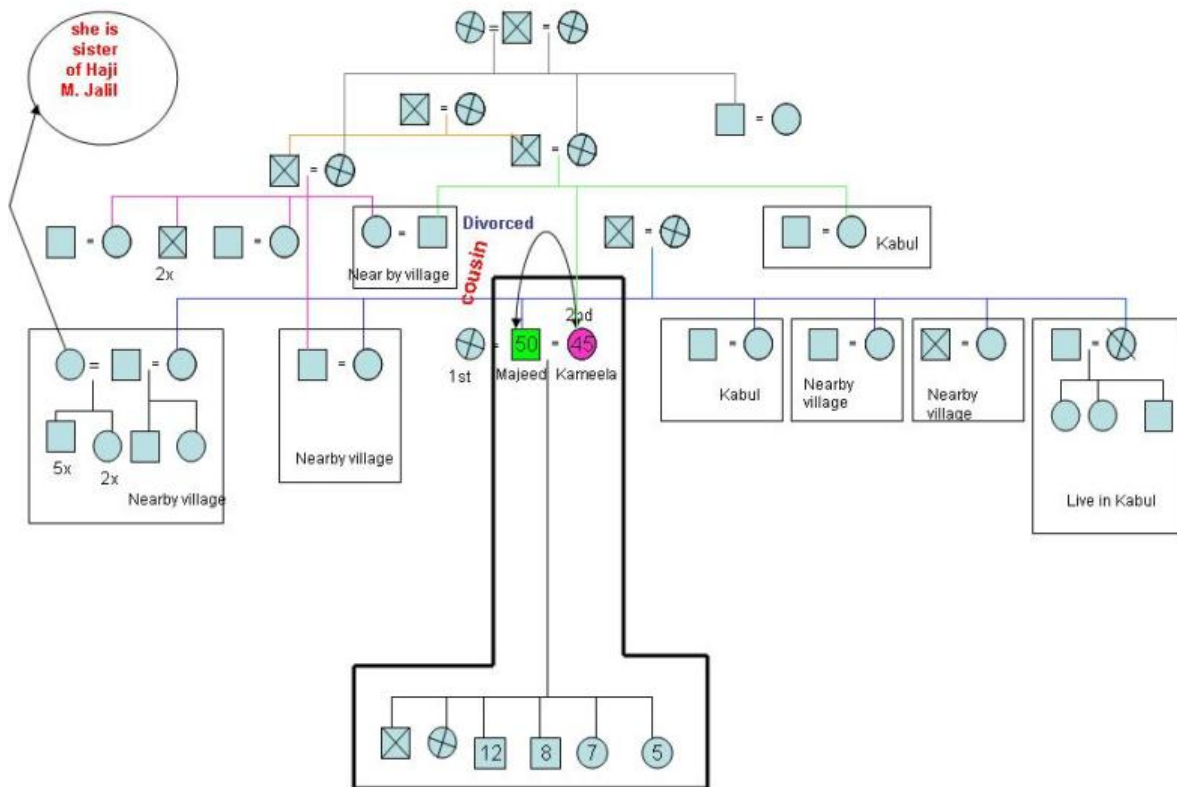 she is
sister
of Haji
M. Jalil
=
=
=
=
=
=
=
=
=
=
=
2x
Near by village
Divorced
cousin
Kabul
2nd
=
=
=
=
50
=
45
=
=
=
=
1st
Majeed
Kameela
5x
2x
Nearby village
Nearby village
Kabul
Nearby
village
Nearby
village
Live in Kabul
12
8
7
5